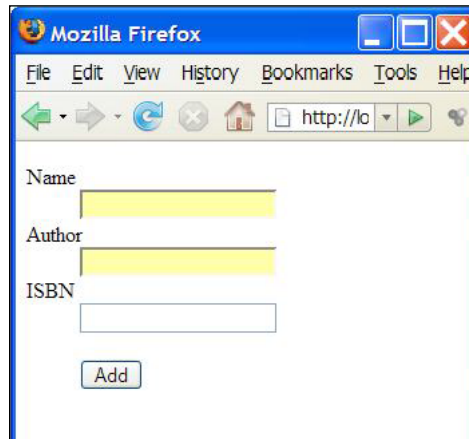 Mozilla Firefox
File Edit View History Bookmarks Tools Help
http://lo
Name
Author
ISBN
Add